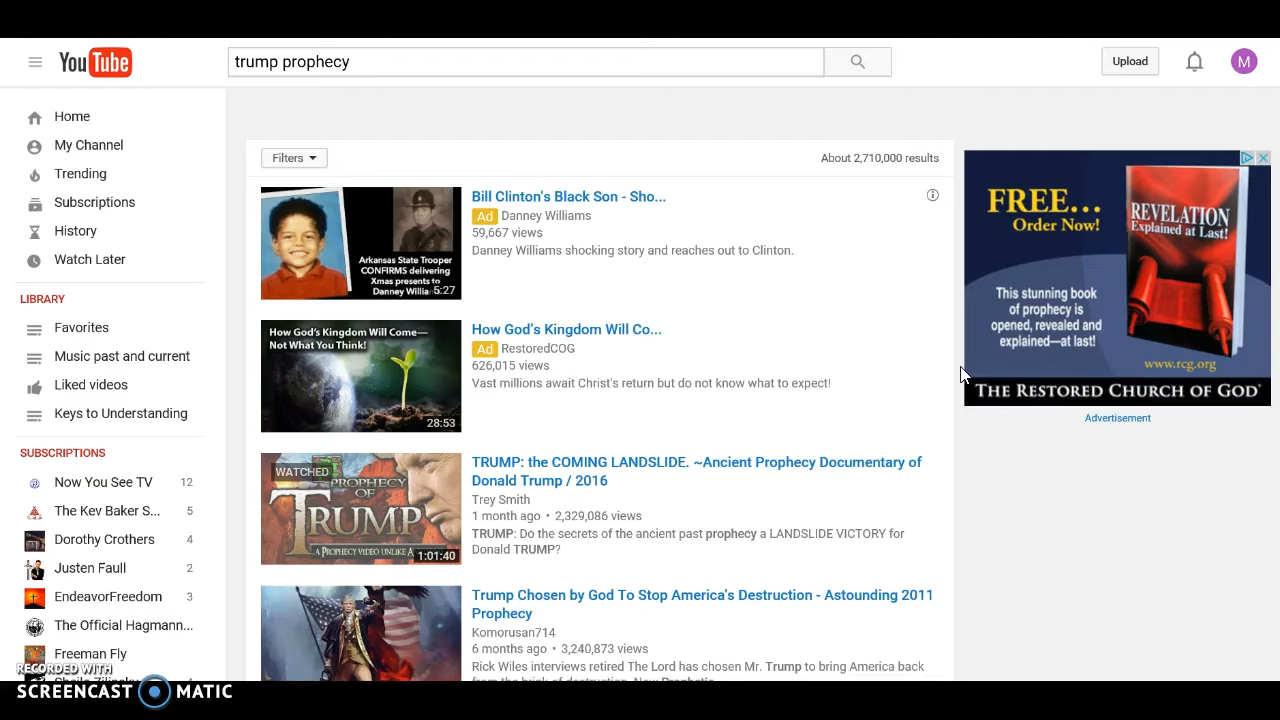 YouTube
trump prophecy
Upload
M
Home
My Channel
Trending
Subscriptions
History
Watch Later
LIBRARY
Favorites
Music past and current
Liked videos
Keys to Understanding
SUBSCRIPTIONS
Now You See TV 12
The Kev Baker S... 5
Dorothy Crothers 4
Justen Faull 2
EndeavorFreedom 3
The Official Hagmann...
Freeman Fly
RECORDED WITH
SCREENCAST MATIC
Filters
About 2,710,000 results
Arkansas State Trooper
CONFIRMS delivering
Xmas presents to
Danney Willia
5:27
Bill Clinton's Black Son - Sho...
Ad Danney Williams
59,667 views
Danney Williams shocking story and reaches out to Clinton.
How God's Kingdom Will Come—
Not What You Think!
28:53
How God's Kingdom Will Co...
Ad RestoredCOG
626,015 views
Vast millions await Christ's return but do not know what to expect!
WATCHED
PROPHECY
OF
TRUMP
A PROPHECY VIDEO UNLIKE A
1:01:40
TRUMP: the COMING LANDSLIDE. ~Ancient Prophecy Documentary of
Donald Trump / 2016
Trey Smith
1 month ago • 2,329,086 views
TRUMP: Do the secrets of the ancient past prophecy a LANDSLIDE VICTORY for
Donald TRUMP?
Trump Chosen by God To Stop America's Destruction - Astounding 2011
Prophecy
Komorusan714
6 months ago • 3,240,873 views
Rick Wiles interviews retired The Lord has chosen Mr. Trump to bring America back
FREE...
Order Now!
REVELATION
Explained at Last!
This stunning book
of prophecy is
opened, revealed and
explained—at last!
www.rcg.org
THE RESTORED CHURCH OF GOD
Advertisement